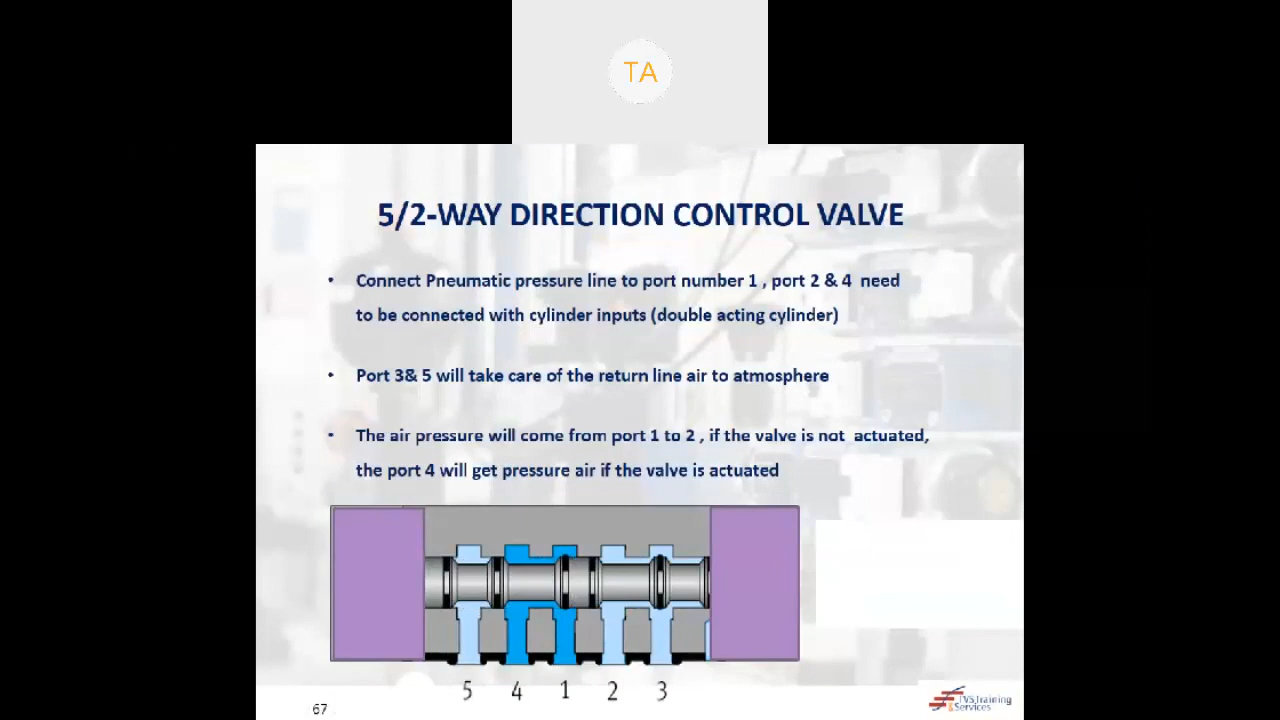 TA
5/2-WAY DIRECTION CONTROL VALVE
• Connect Pneumatic pressure line to port number 1 , port 2 & 4 need
to be connected with cylinder inputs (double acting cylinder)
• Port 3& 5 will take care of the return line air to atmosphere
• The air pressure will come from port 1 to 2 , if the valve is not actuated,
the port 4 will get pressure air if the valve is actuated
5 4 1 2 3
67
TVS Training
& Services